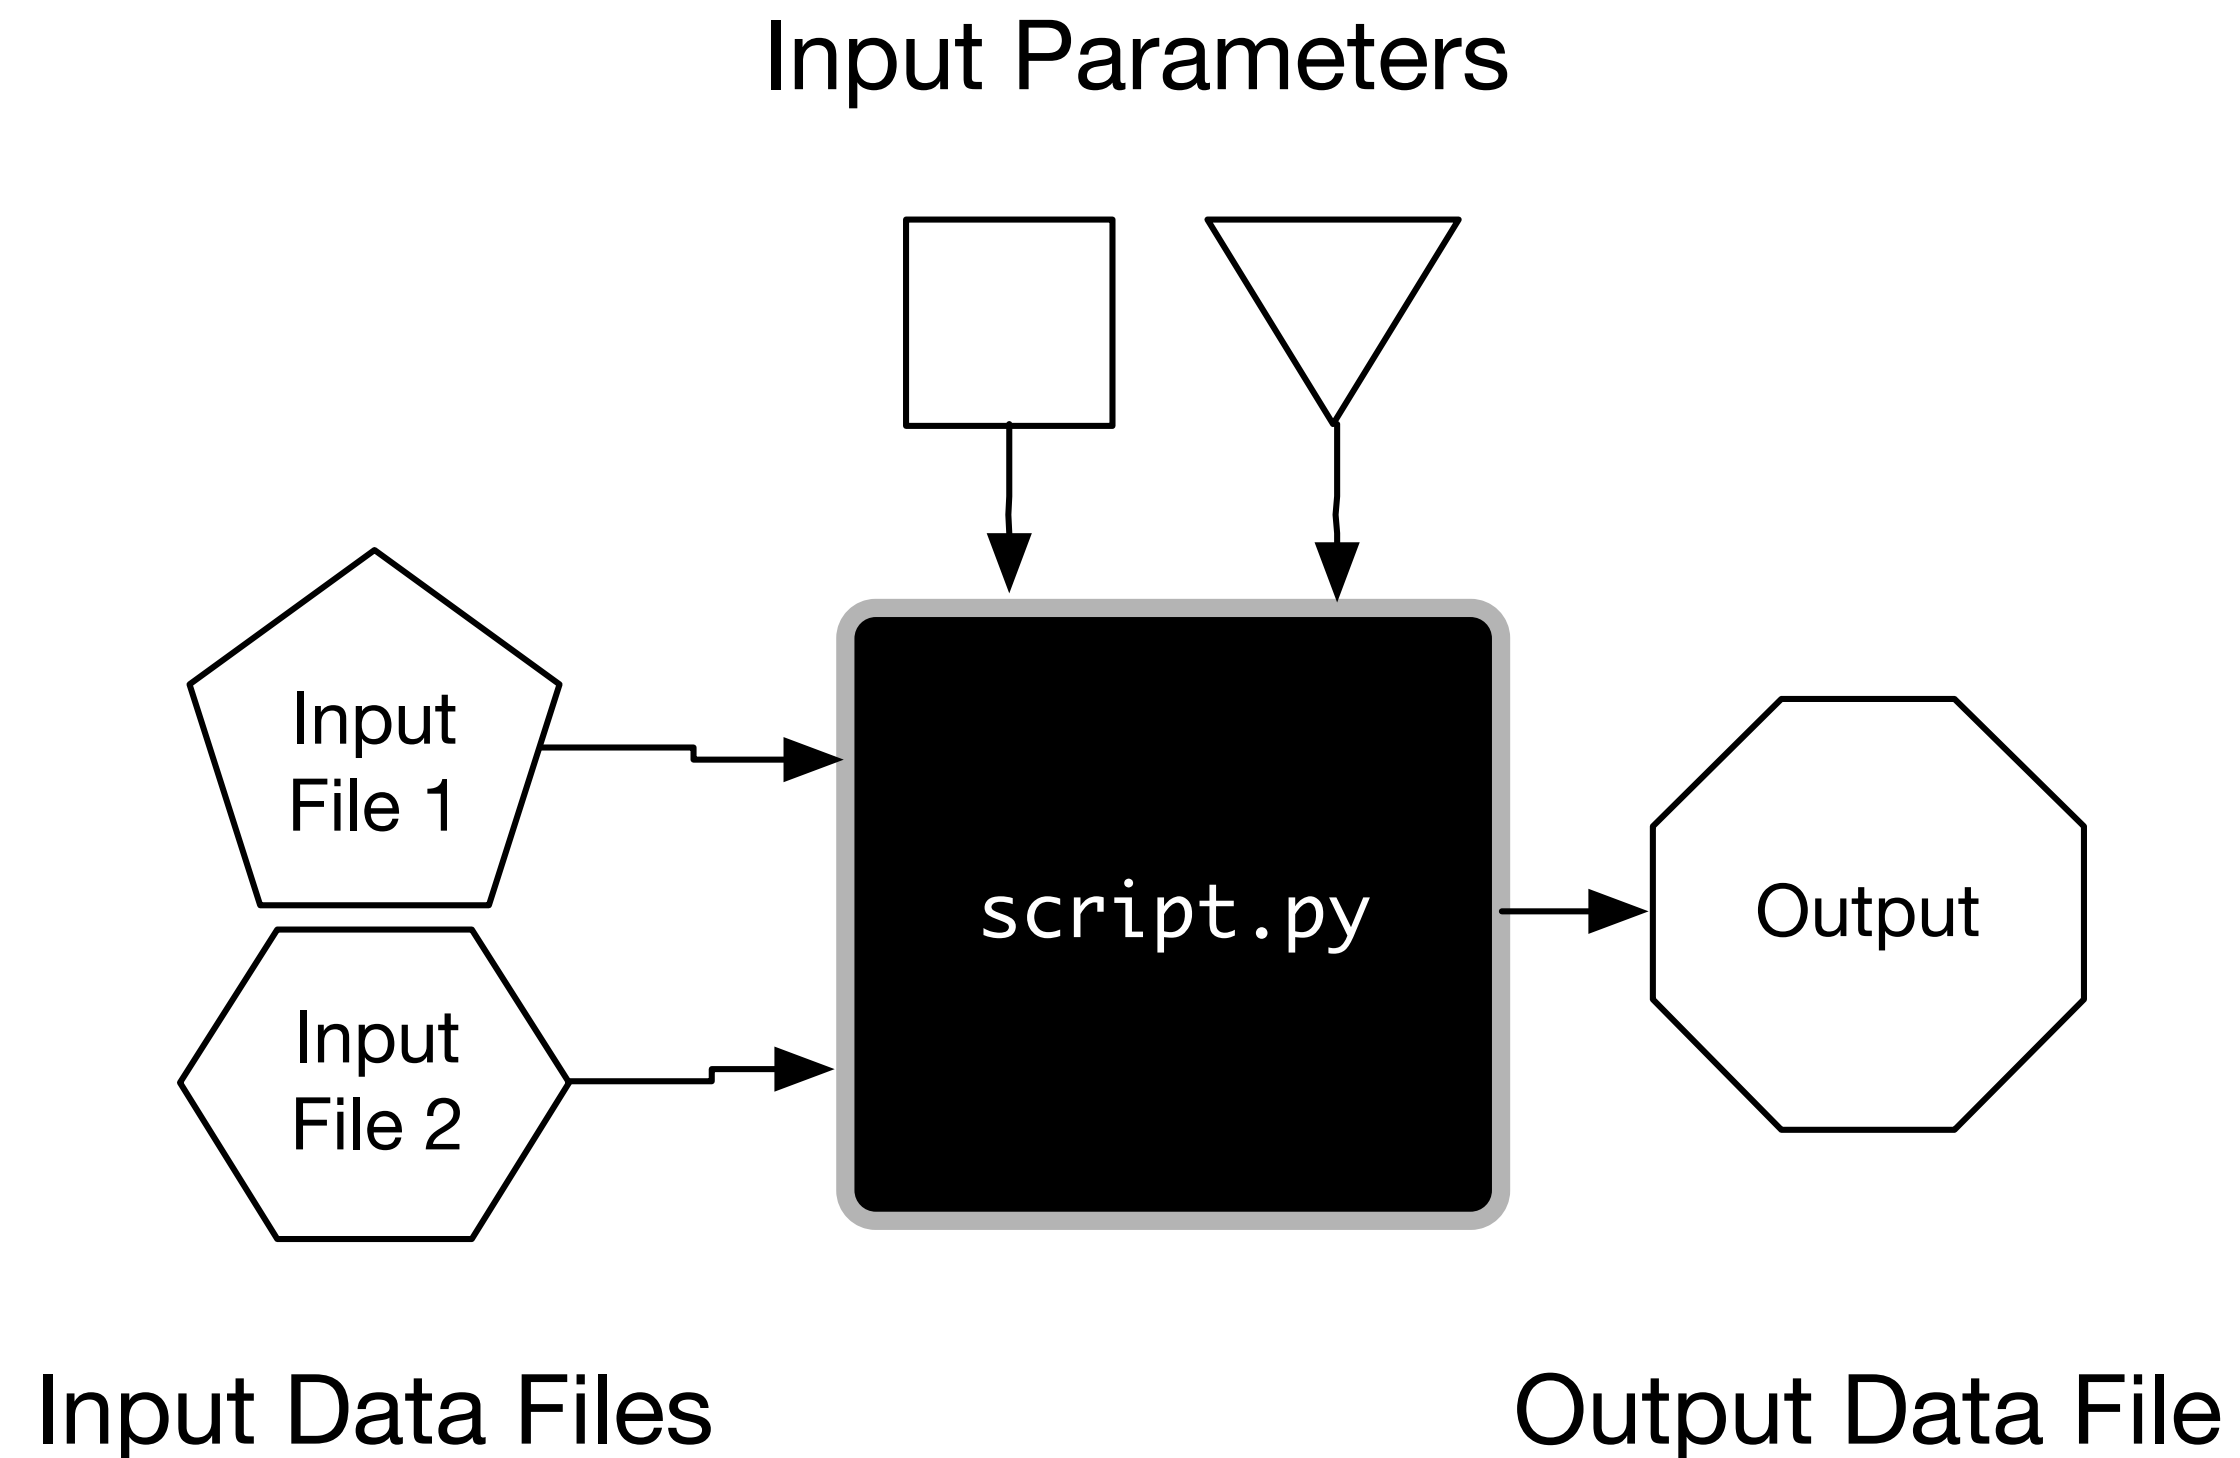 Input Parameters
Input
File 1
script.py
Output
Input
File 2
Input Data Files
Output Data File